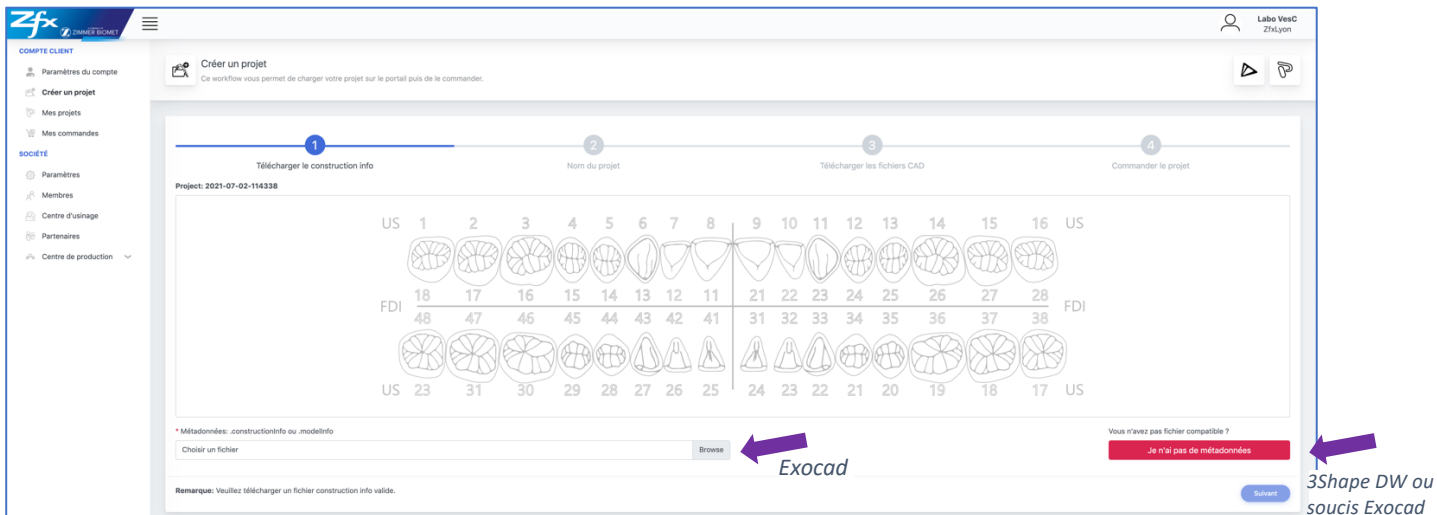 Zfx ZIMMER BIOMET
Labo VesC
ZfxLyon
COMPTE CLIENT
Paramètres du compte
Créer un projet
Mes projets
Mes commandes
SOCIÉTÉ
Paramètres
Membres
Centre d'usinage
Partenaires
Centre de production
Créer un projet
Ce workflow vous permet de charger votre projet sur le portail puis de le commander.
1 2 3 4
Télécharger le construction info Nom du projet Télécharger les fichiers CAD Commander le projet
Project: 2021-07-02-114338
US 1 2 3 4 5 6 7 8 9 10 11 12 13 14 15 16 US
18 17 16 15 14 13 12 11 21 22 23 24 25 26 27 28
FDI FDI
48 47 46 45 44 43 42 41 31 32 33 34 35 36 37 38
US 23 31 30 29 28 27 26 25 24 23 22 21 20 19 18 17 US
* Métadonnées: .constructionInfo ou .modelInfo
Choisir un fichier Browse
Exocad
Vous n'avez pas fichier compatible ?
Je n'ai pas de métadonnées
3Shape DW ou
soucis Exocad
Remarque: Veuillez télécharger un fichier construction info valide.
Suivant